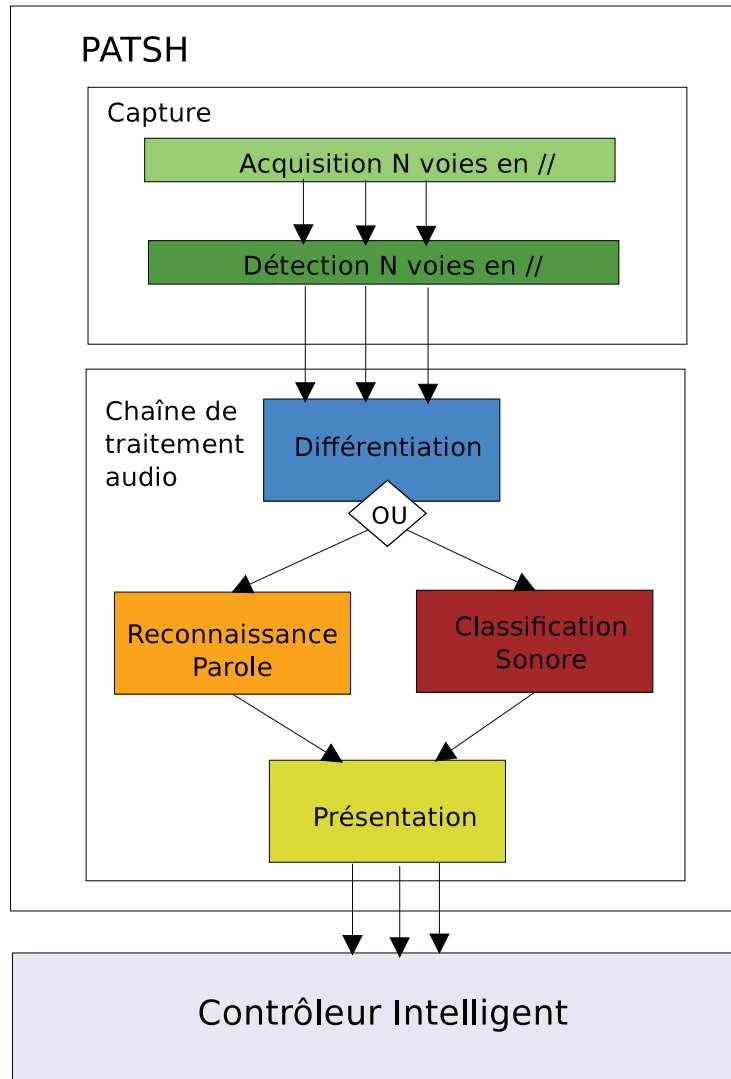 PATSH
Capture
Acquisition N voies en //
Détection N voies en //
Chaîne de
traitement
audio
Différentiation
OU
Reconnaissance
Parole
Classification
Sonore
Présentation
Contrôleur Intelligent